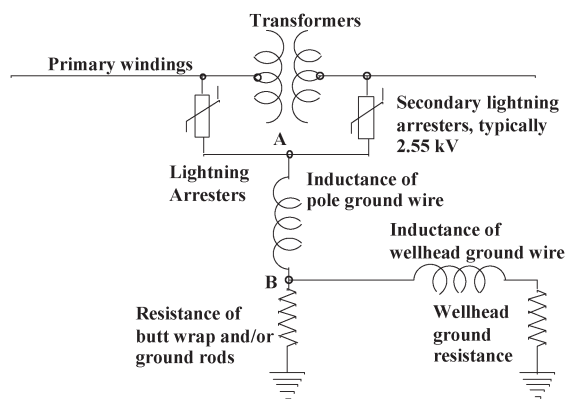 Transformers
Primary windings
Secondary lightning
arresters, typically
2.55 kV
A
Lightning
Arresters
Inductance of
pole ground wire
Inductance of
wellhead ground wire
B
Resistance of
butt wrap and/or
ground rods
Wellhead
ground
resistance